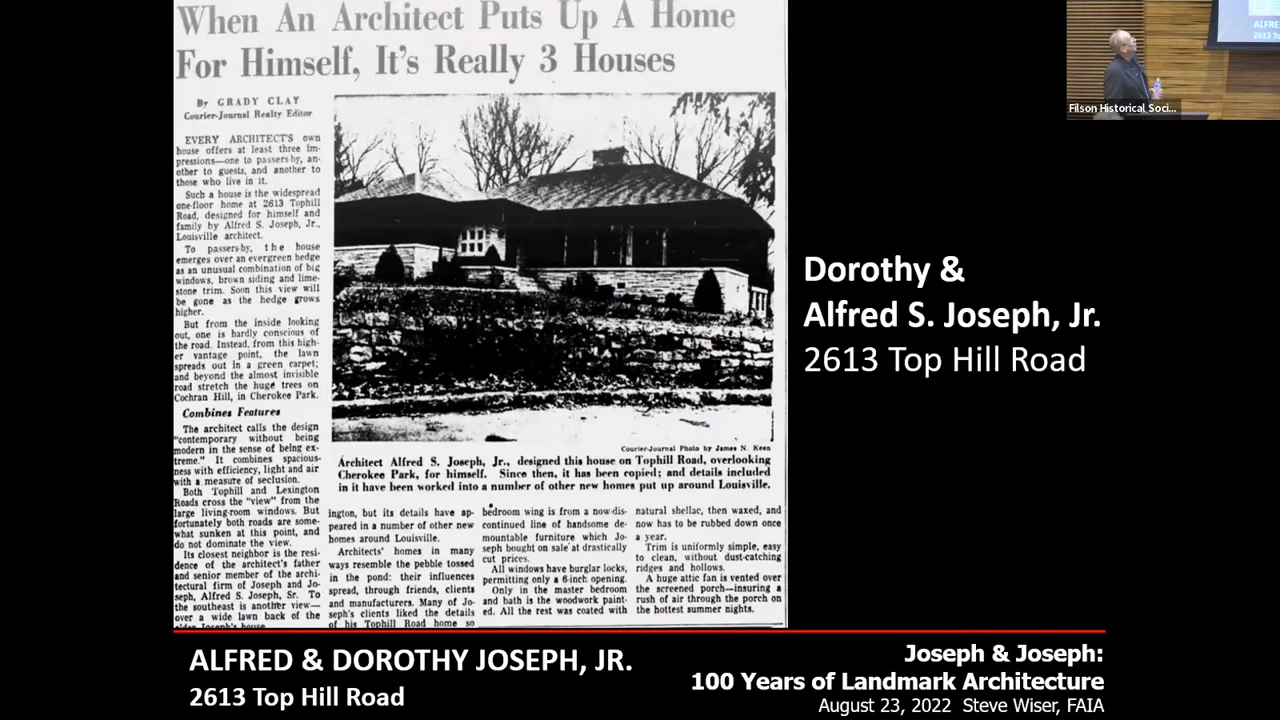 When An Architect Puts Up A Home
For Himself, It's Really 3 Houses
By GRADY CLAY
Courier-Journal Realty Editor
EVERY ARCHITECT'S own
house offers at least three im-
pressions—one to passers-by, an-
other to guests, and another to
those who live in it.
Such a house is the widespread
one-floor home at 2613 Tophill
Road, designed for himself and
family by Alfred S. Joseph, Jr.,
Louisville architect.
To passers-by, the house
emerges over an evergreen hedge
as an unusual combination of big
windows, brown siding and lime-
stone trim. Soon this view will
be gone as the hedge grows
higher.
But from the inside looking
out, one is hardly conscious of
the road. Instead, from this high-
er vantage point, the lawn
spreads out in a green carpet;
and beyond the almost invisible
road stretch the huge trees on
Cochran Hill, in Cherokee Park.
Combines Features
The architect calls the design
"contemporary without being
modern in the sense of being ex-
treme." It combines spacious-
ness with efficiency, light and air
with a measure of seclusion.
Both Tophill and Lexington
Roads cross the "view" from the
large living-room windows. But
fortunately both roads are some-
what sunken at this point, and
do not dominate the view.
Its closest neighbor is the resi-
dence of the architect's father
and senior member of the archi-
tectural firm of Joseph and Jo-
seph, Alfred S. Joseph, Sr. To
the southeast is another view—
over a wide lawn back of the
elder Joseph's house.
Courier-Journal Photo by James N. Keen
Architect Alfred S. Joseph, Jr., designed this house on Tophill Road, overlooking
Cherokee Park, for himself. Since then, it has been copied; and details included
in it have been worked into a number of other new homes put up around Louisville.
ington, but its details have ap-
peared in a number of other new
homes around Louisville.
Architects' homes in many
ways resemble the pebble tossed
in the pond: their influences
spread, through friends, clients
and manufacturers. Many of Jo-
seph's clients liked the details
of his Tophill Road home so
bedroom wing is from a now-dis-
continued line of handsome de-
mountable furniture which Jo-
seph bought on sale at drastically
cut prices.
All windows have burglar locks,
permitting only a 6-inch opening.
Only in the master bedroom
and bath is the woodwork paint-
ed. All the rest was coated with
natural shellac, then waxed, and
now has to be rubbed down once
a year.
Trim is uniformly simple, easy
to clean, without dust-catching
ridges and hollows.
A huge attic fan is vented over
the screened porch—insuring a
rush of air through the porch on
the hottest summer nights.
ALFRE
2613 To
Filson Historical Soci...
Dorothy &
Alfred S. Joseph, Jr.
2613 Top Hill Road
ALFRED & DOROTHY JOSEPH, JR.
2613 Top Hill Road
Joseph & Joseph:
100 Years of Landmark Architecture
August 23, 2022 Steve Wiser, FAIA